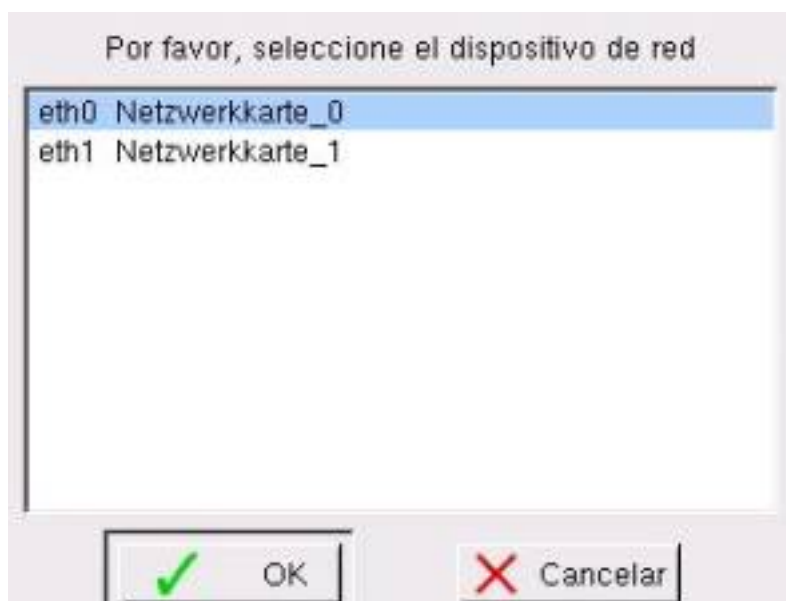 Por favor, seleccione el dispositivo de red
eth0 Netzwerkkarte_0
eth1 Netzwerkkarte_1
OK
Cancelar